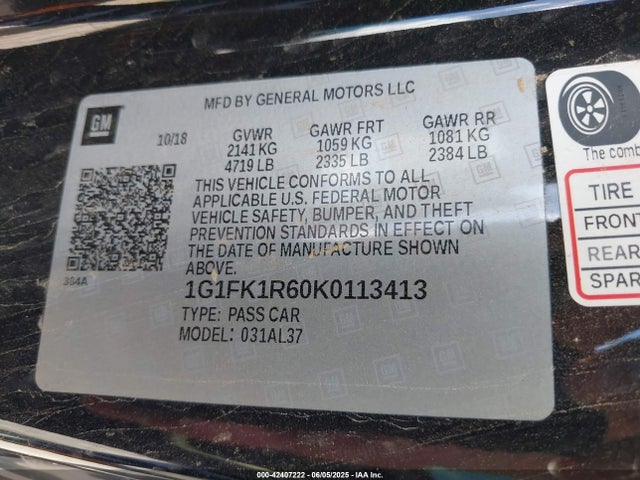 MFD BY GENERAL MOTORS LLC
GM
10/18
GVWR GAWR FRT GAWR RR
2141 KG 1059 KG 1081 KG
4719 LB 2335 LB 2384 LB
THIS VEHICLE CONFORMS TO ALL
APPLICABLE U.S. FEDERAL MOTOR
VEHICLE SAFETY, BUMPER, AND THEFT
PREVENTION STANDARDS IN EFFECT ON
THE DATE OF MANUFACTURE SHOWN
ABOVE.
384A
1G1FK1R60K0113413
TYPE: PASS CAR
MODEL: 031AL37
The comb
TIRE
FRON
REAR
SPAR
000-42407222 - 06/05/2025 - IAA Inc.